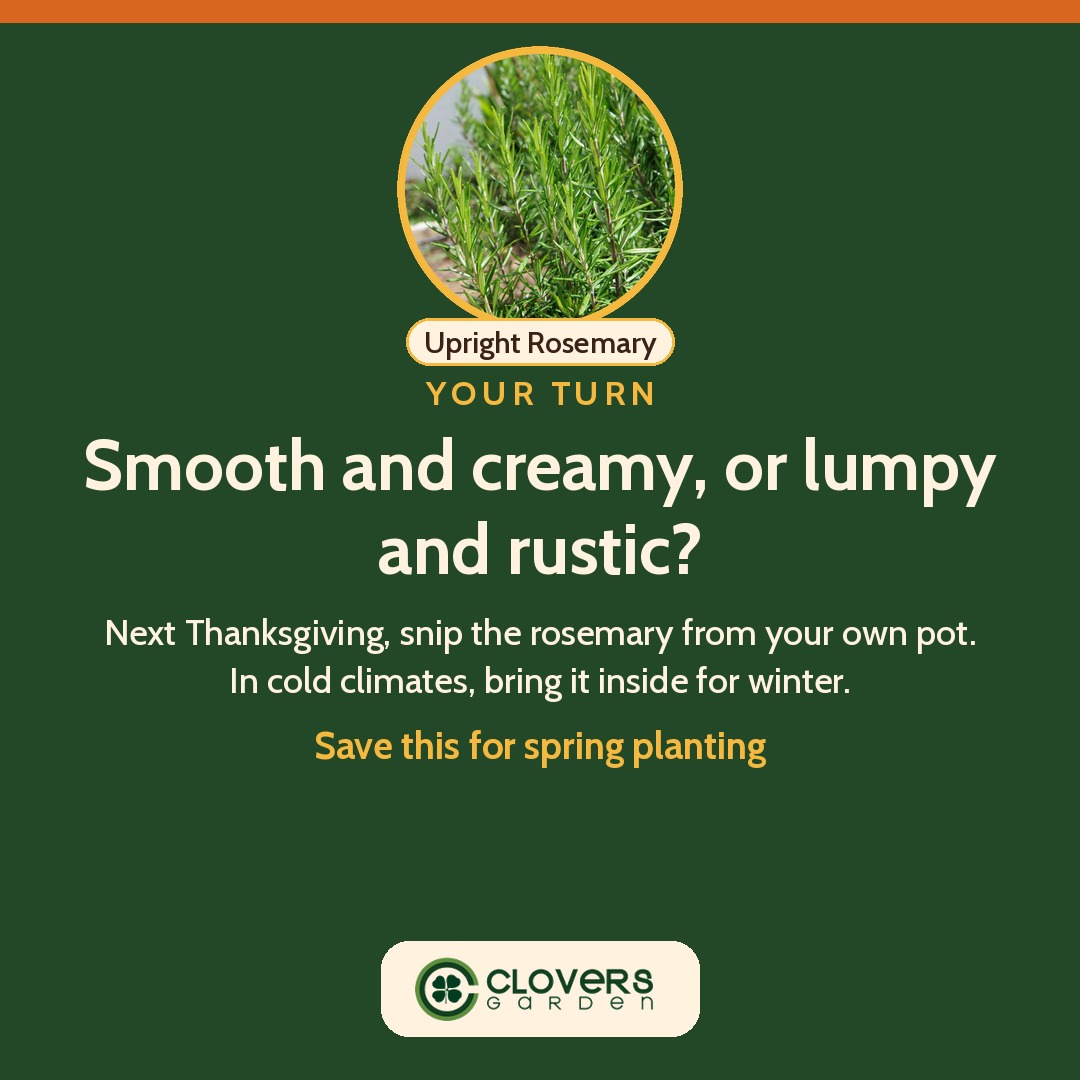 Upright Rosemary
YOUR TURN
Smooth and creamy, or lumpy
and rustic?
Next Thanksgiving, snip the rosemary from your own pot.
In cold climates, bring it inside for winter.
Save this for spring planting
CLOVERS
GARDEN